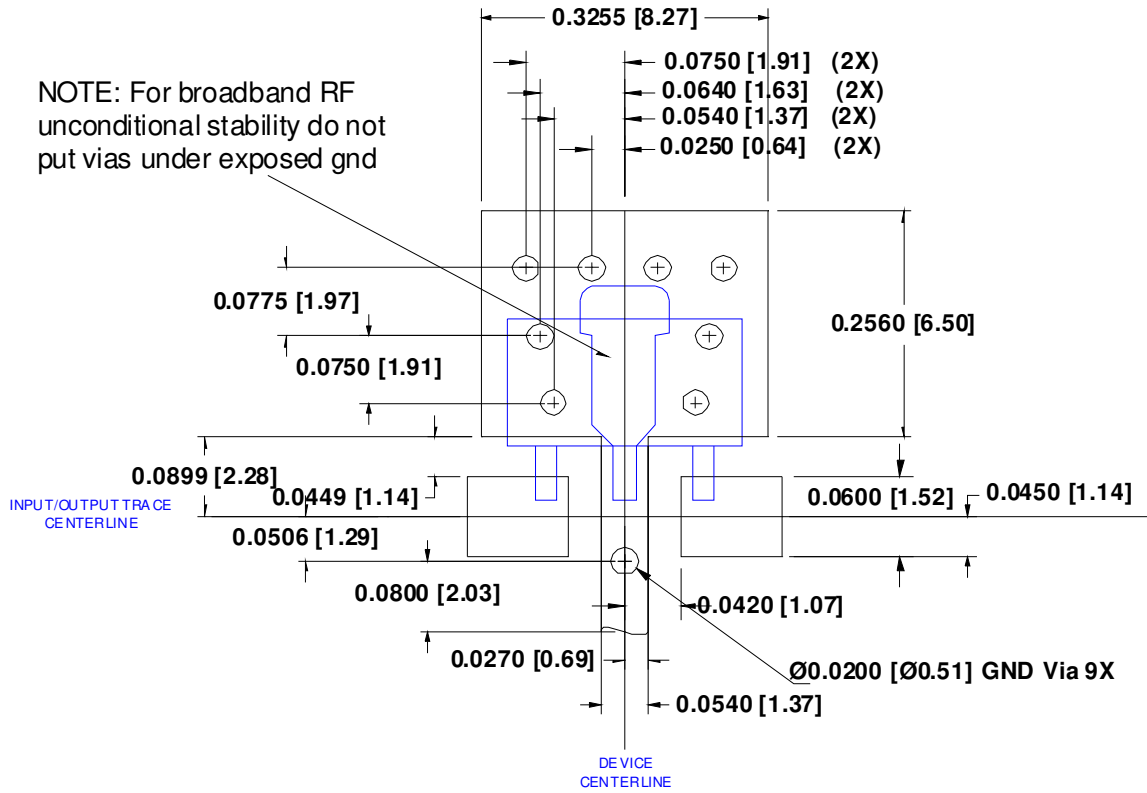 0.3255 [8.27]
0.0750 [1.91] (2X)
0.0640 [1.63] (2X)
0.0540 [1.37] (2X)
0.0250 [0.64] (2X)
NOTE: For broadband RF
unconditional stability do not
put vias under exposed gnd
0.0775 [1.97]
0.2560 [6.50]
0.0750 [1.91]
0.0899 [2.28]
0.0449 [1.14]
0.0600 [1.52]
0.0450 [1.14]
INPUT/OUTPUT TRACE
CENTERLINE
0.0506 [1.29]
0.0800 [2.03]
0.0420 [1.07]
0.0270 [0.69]
Ø0.0200 [Ø0.51] GND Via 9X
0.0540 [1.37]
DEVICE
CENTERLINE